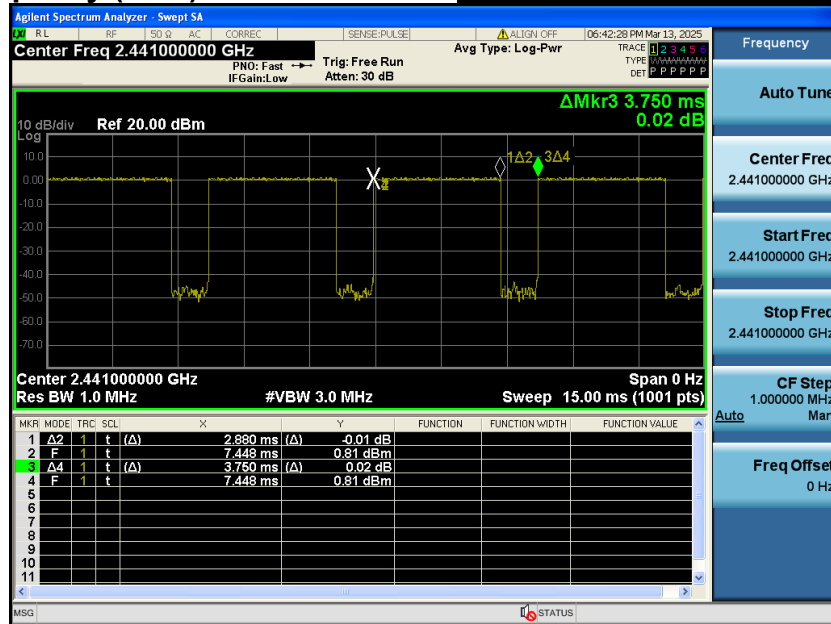 Agilent Spectrum Analyzer - Swept SA
LXI RL RF 50 Ω AC CORREC SENSE:PULSE ALIGN OFF 06:42:28 PM Mar 13, 2025
Center Freq 2.441000000 GHz
PNO: Fast
IFGain:Low
Trig: Free Run
Atten: 30 dB
Avg Type: Log-Pwr
TRACE 1 2 3 4 5 6
TYPE
DET P P P P P P
ΔMkr3 3.750 ms
0.02 dB
10 dB/div Ref 20.00 dBm
Log
10.0
0.00
-10.0
-20.0
-30.0
-40.0
-50.0
-60.0
-70.0
1Δ2 3Δ4
Center 2.441000000 GHz Span 0 Hz
Res BW 1.0 MHz #VBW 3.0 MHz Sweep 15.00 ms (1001 pts)
MKR MODE TRC SCL X Y FUNCTION FUNCTION WIDTH FUNCTION VALUE
1 Δ2 1 t (Δ) 2.880 ms (Δ) -0.01 dB
2 F 1 t 7.448 ms 0.81 dBm
3 Δ4 1 t (Δ) 3.750 ms (Δ) 0.02 dB
4 F 1 t 7.448 ms 0.81 dBm
5
6
7
8
9
10
11
MSG STATUS
Frequency
Auto Tune
Center Freq
2.441000000 GHz
Start Freq
2.441000000 GHz
Stop Freq
2.441000000 GHz
CF Step
1.000000 MHz
Auto Man
Freq Offset
0 Hz